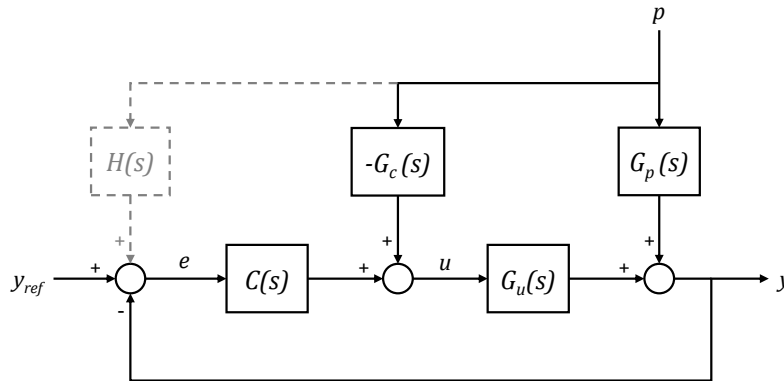 p
H(s)
-G_c(s)
G_p(s)
+
+
+
y_ref
+
e
C(s)
+
u
G_u(s)
+
y
-